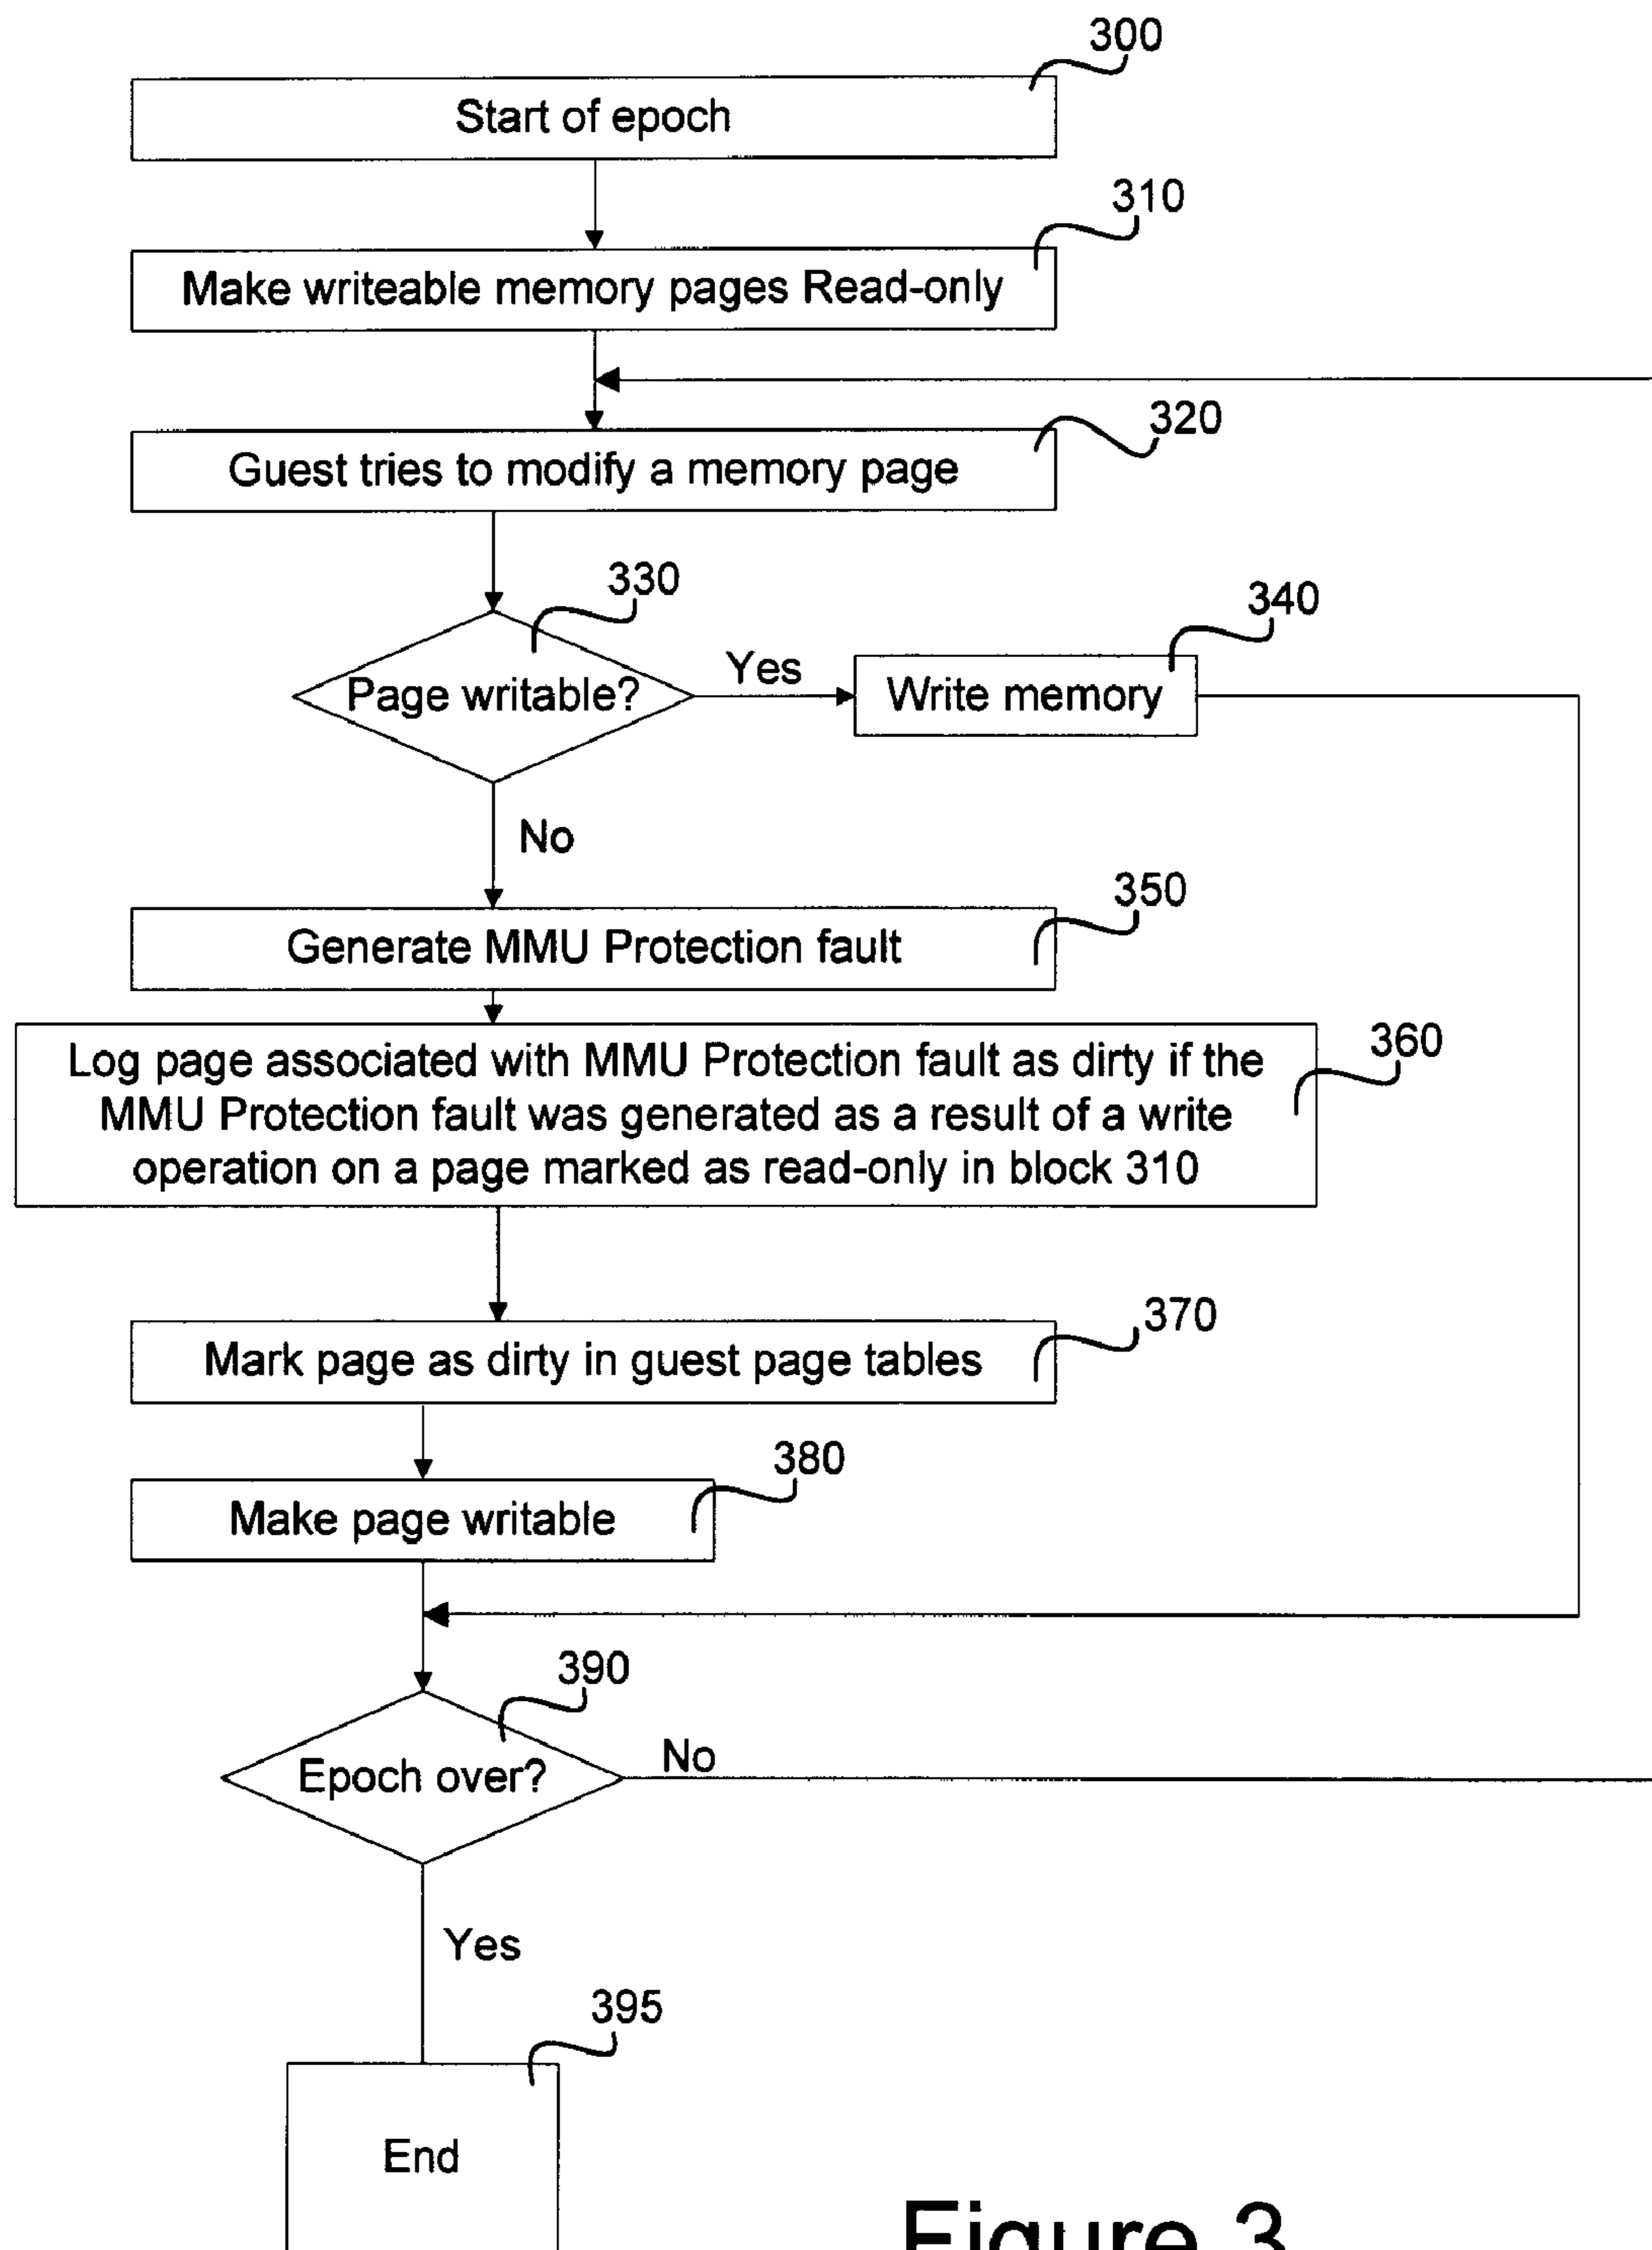 300
Start of epoch
310
Make writeable memory pages Read-only
320
Guest tries to modify a memory page
330
340
Page writable?
Yes
Write memory
No
350
Generate MMU Protection fault
360
Log page associated with MMU Protection fault as dirty if the
MMU Protection fault was generated as a result of a write
operation on a page marked as read-only in block 310
370
Mark page as dirty in guest page tables
380
Make page writable
390
Epoch over?
No
Yes
395
End
Figure 3